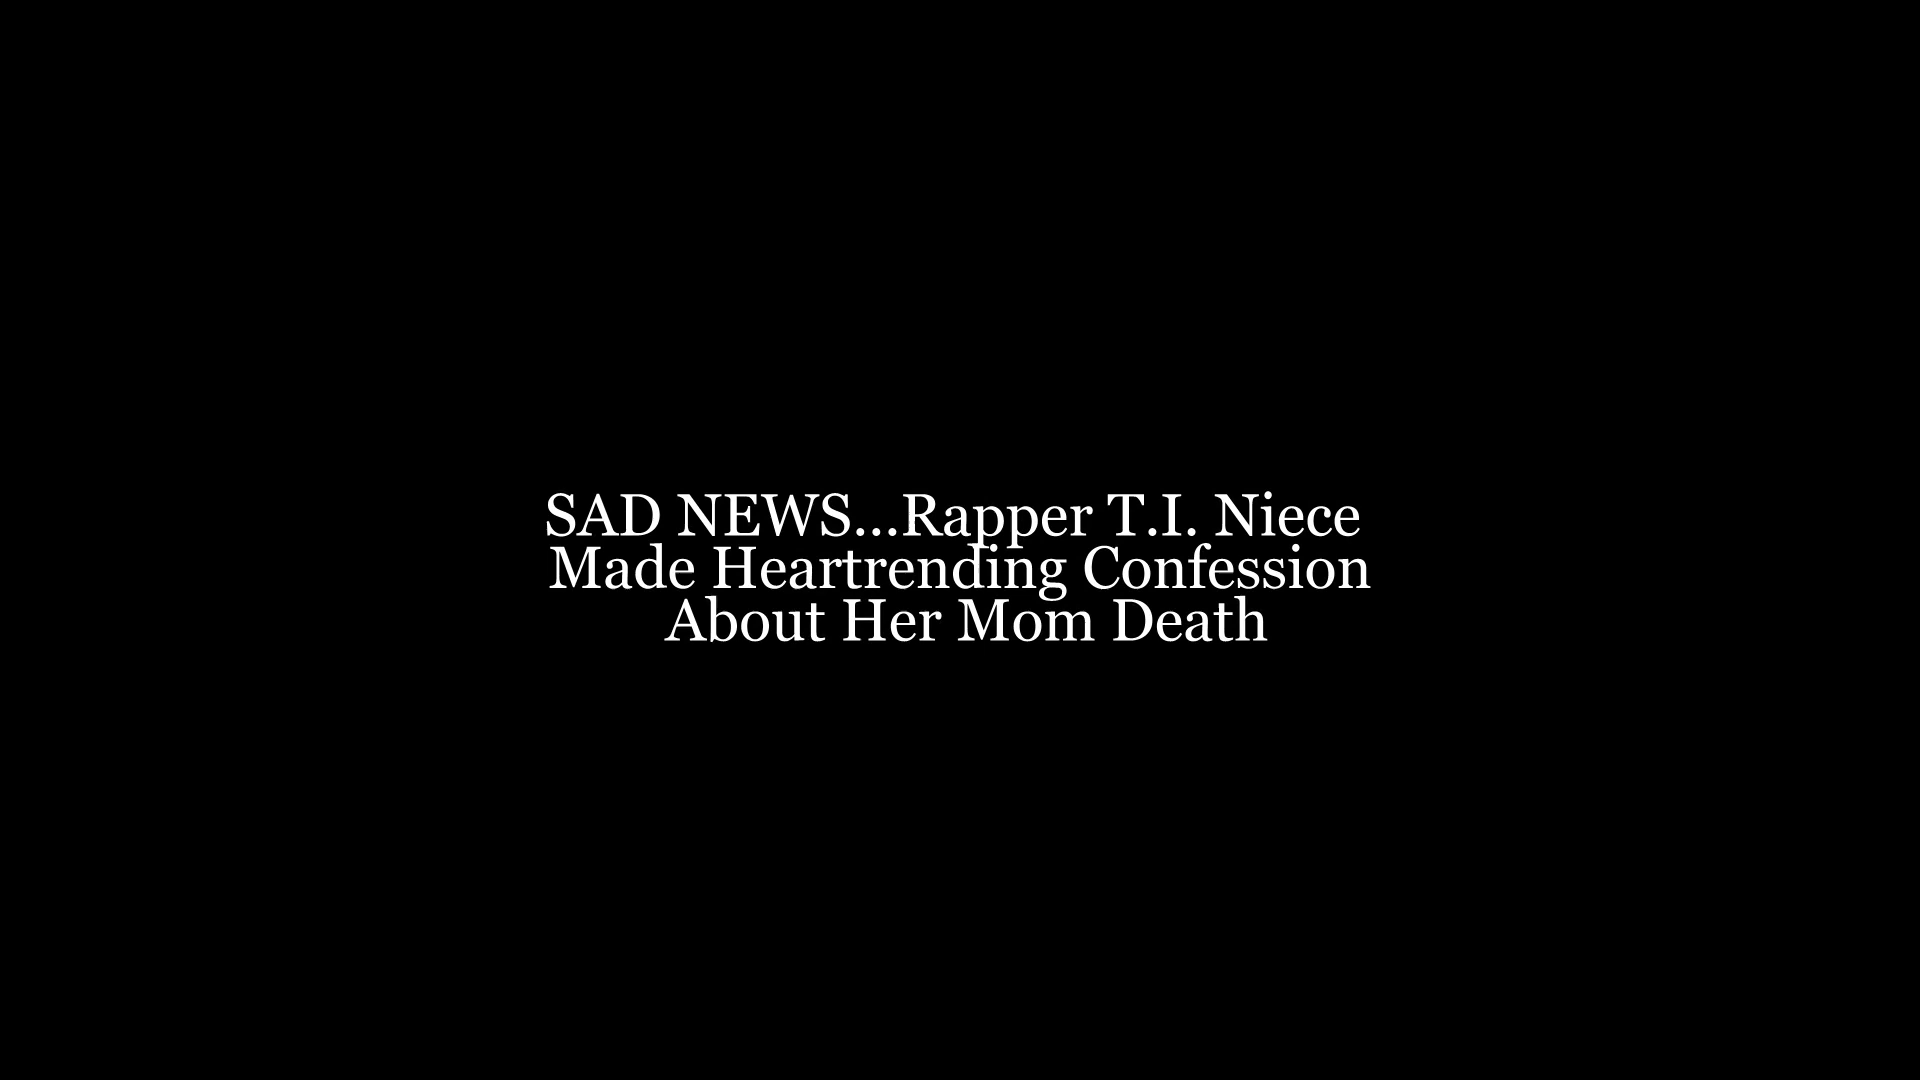 SAD NEWS...Rapper T.I. Niece
Made Heartrending Confession
About Her Mom Death